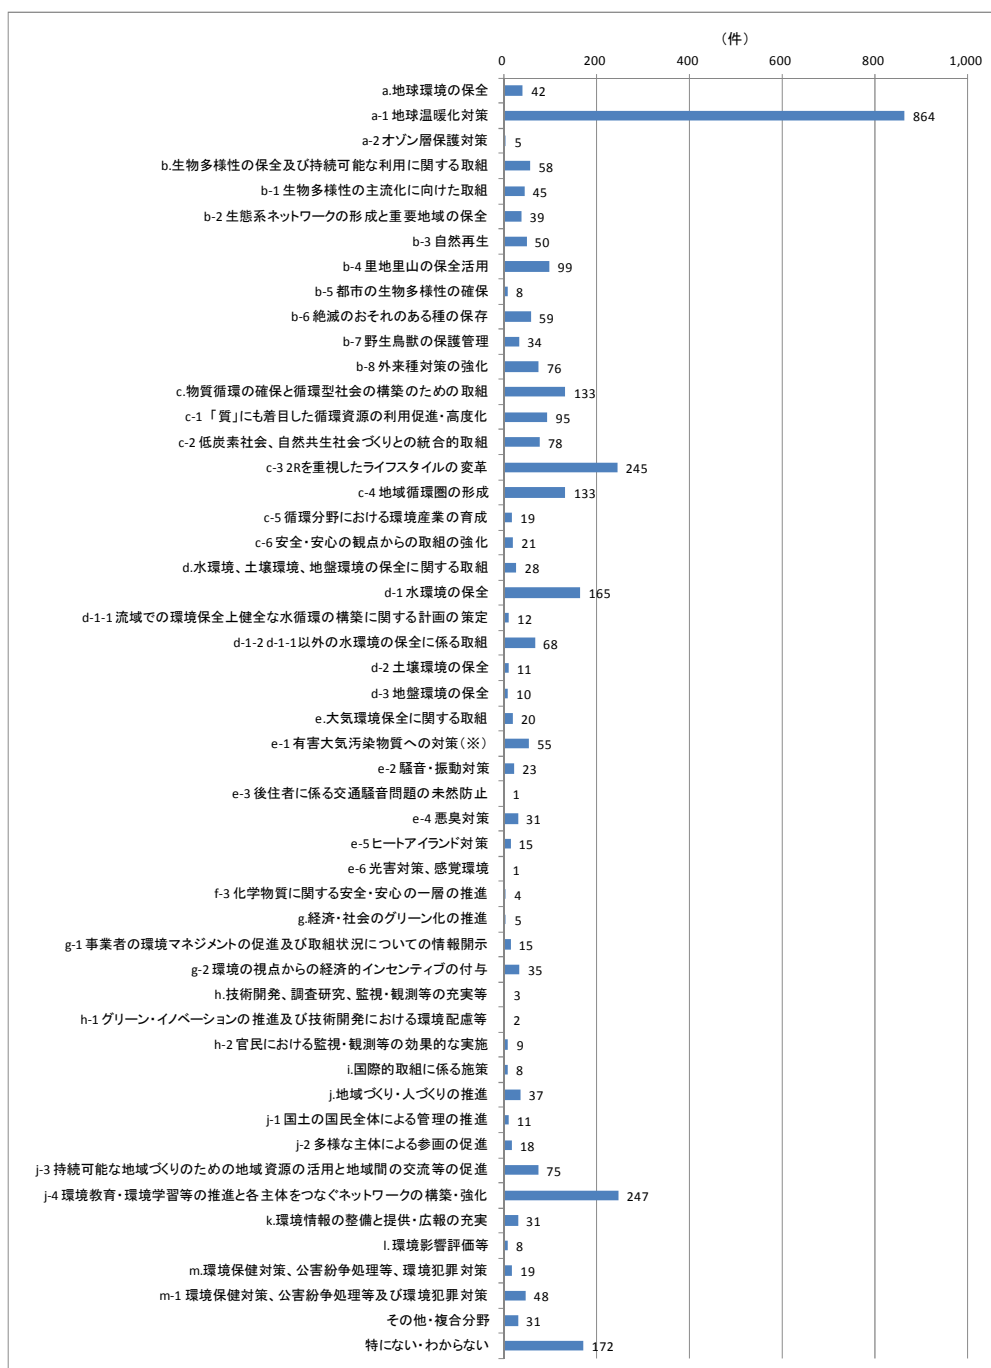 （件）
0 200 400 600 800 1,000
a.地球環境の保全 42
a-1 地球温暖化対策 864
a-2 オゾン層保護対策 5
b.生物多様性の保全及び持続可能な利用に関する取組 58
b-1 生物多様性の主流化に向けた取組 45
b-2 生態系ネットワークの形成と重要地域の保全 39
b-3 自然再生 50
b-4 里地里山の保全活用 99
b-5 都市の生物多様性の確保 8
b-6 絶滅のおそれのある種の保存 59
b-7 野生鳥獣の保護管理 34
b-8 外来種対策の強化 76
c.物質循環の確保と循環型社会の構築のための取組 133
c-1 「質」にも着目した循環資源の利用促進・高度化 95
c-2 低炭素社会、自然共生社会づくりとの統合的取組 78
c-3 2Rを重視したライフスタイルの変革 245
c-4 地域循環圏の形成 133
c-5 循環分野における環境産業の育成 19
c-6 安全・安心の観点からの取組の強化 21
d.水環境、土壌環境、地盤環境の保全に関する取組 28
d-1 水環境の保全 165
d-1-1 流域での環境保全上健全な水循環の構築に関する計画の策定 12
d-1-2 d-1-1以外の水環境の保全に係る取組 68
d-2 土壌環境の保全 11
d-3 地盤環境の保全 10
e.大気環境保全に関する取組 20
e-1 有害大気汚染物質への対策（※） 55
e-2 騒音・振動対策 23
e-3 後住者に係る交通騒音問題の未然防止 1
e-4 悪臭対策 31
e-5 ヒートアイランド対策 15
e-6 光害対策、感覚環境 1
f-3 化学物質に関する安全・安心の一層の推進 4
g.経済・社会のグリーン化の推進 5
g-1 事業者の環境マネジメントの促進及び取組状況についての情報開示 15
g-2 環境の視点からの経済的インセンティブの付与 35
h.技術開発、調査研究、監視・観測等の充実等 3
h-1 グリーン・イノベーションの推進及び技術開発における環境配慮等 2
h-2 官民における監視・観測等の効果的な実施 9
i.国際的取組に係る施策 8
j.地域づくり・人づくりの推進 37
j-1 国土の国民全体による管理の推進 11
j-2 多様な主体による参画の促進 18
j-3 持続可能な地域づくりのための地域資源の活用と地域間の交流等の促進 75
j-4 環境教育・環境学習等の推進と各主体をつなぐネットワークの構築・強化 247
k.環境情報の整備と提供・広報の充実 31
l.環境影響評価等 8
m.環境保健対策、公害紛争処理等、環境犯罪対策 19
m-1 環境保健対策、公害紛争処理等及び環境犯罪対策 48
その他・複合分野 31
特にない・わからない 172